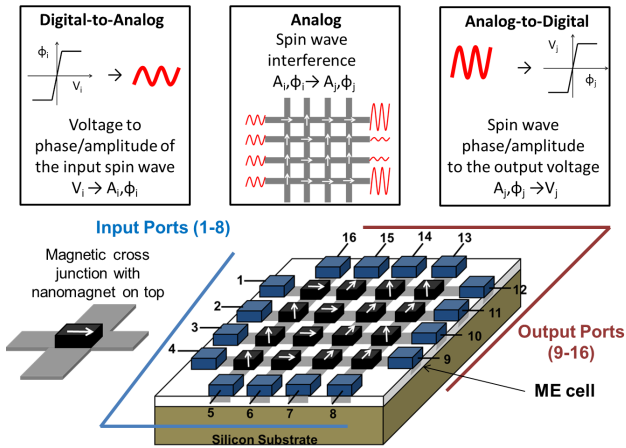 Digital-to-Analog
ϕi
Vi
Voltage to
phase/amplitude of
the input spin wave
Vi → Ai,ϕi
Analog
Spin wave
interference
Ai,ϕi→ Aj,ϕj
Analog-to-Digital
Vj
ϕj
Spin wave
phase/amplitude
to the output voltage
Aj,ϕj →Vj
Input Ports (1-8)
Magnetic cross
junction with
nanomagnet on top
16
15
14
13
1
2
3
4
5
6
7
8
12
11
10
9
Output Ports
(9-16)
ME cell
Silicon Substrate